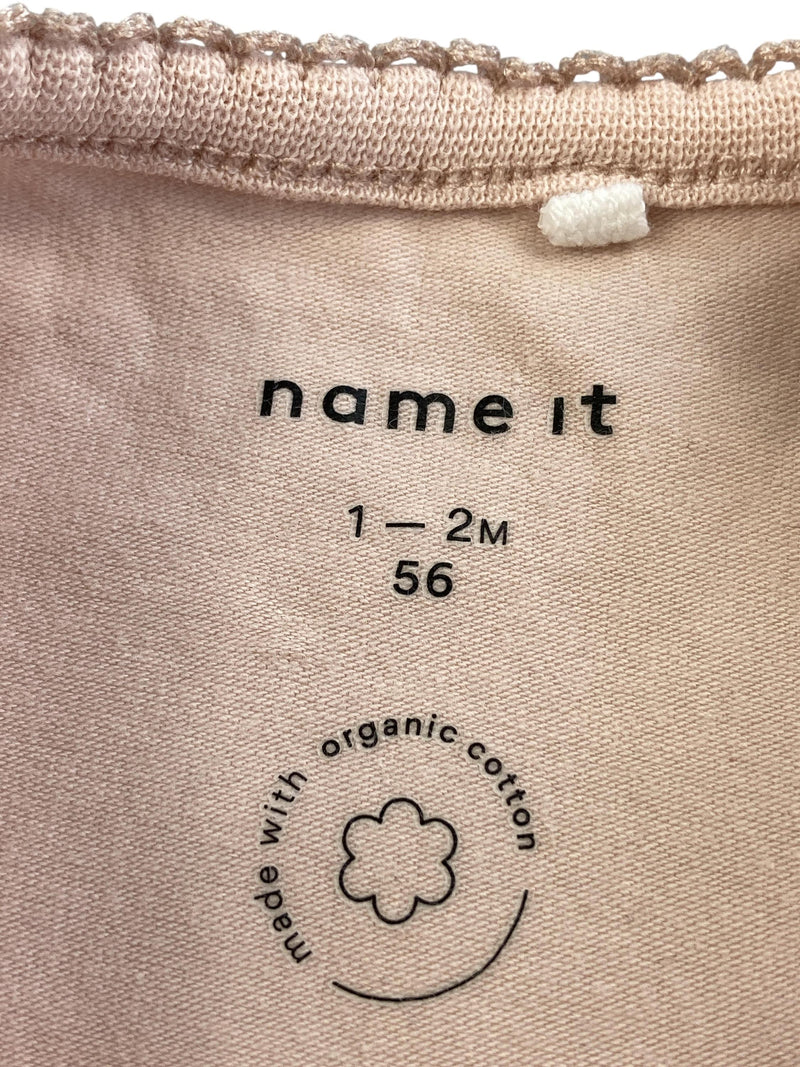 name it
1 — 2M
56
made with organic cotton